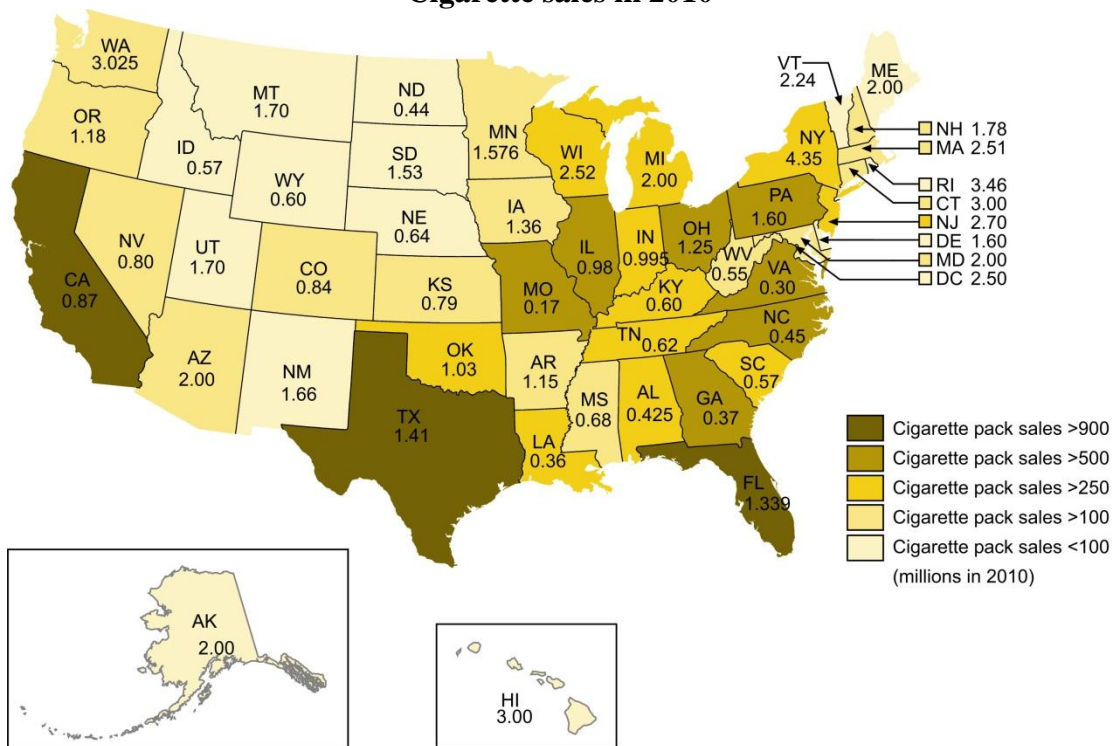 Cigarette sales in 2010
WA
3.025
OR
1.18
CA
0.87
NV
0.80
ID
0.57
MT
1.70
WY
0.60
UT
1.70
AZ
2.00
CO
0.84
NM
1.66
ND
0.44
SD
1.53
NE
0.64
KS
0.79
OK
1.03
TX
1.41
MN
1.576
IA
1.36
MO
0.17
AR
1.15
LA
0.36
WI
2.52
IL
0.98
MI
2.00
IN
0.995
OH
1.25
KY
0.60
TN 0.62
MS
0.68
AL
0.425
GA
0.37
FL
1.339
SC
0.57
NC
0.45
VA
0.30
WV
0.55
PA
1.60
NY
4.35
VT
2.24
ME
2.00
NH 1.78
MA 2.51
RI 3.46
CT 3.00
NJ 2.70
DE 1.60
MD 2.00
DC 2.50
AK
2.00
HI
3.00
Cigarette pack sales >900
Cigarette pack sales >500
Cigarette pack sales >250
Cigarette pack sales >100
Cigarette pack sales <100
(millions in 2010)